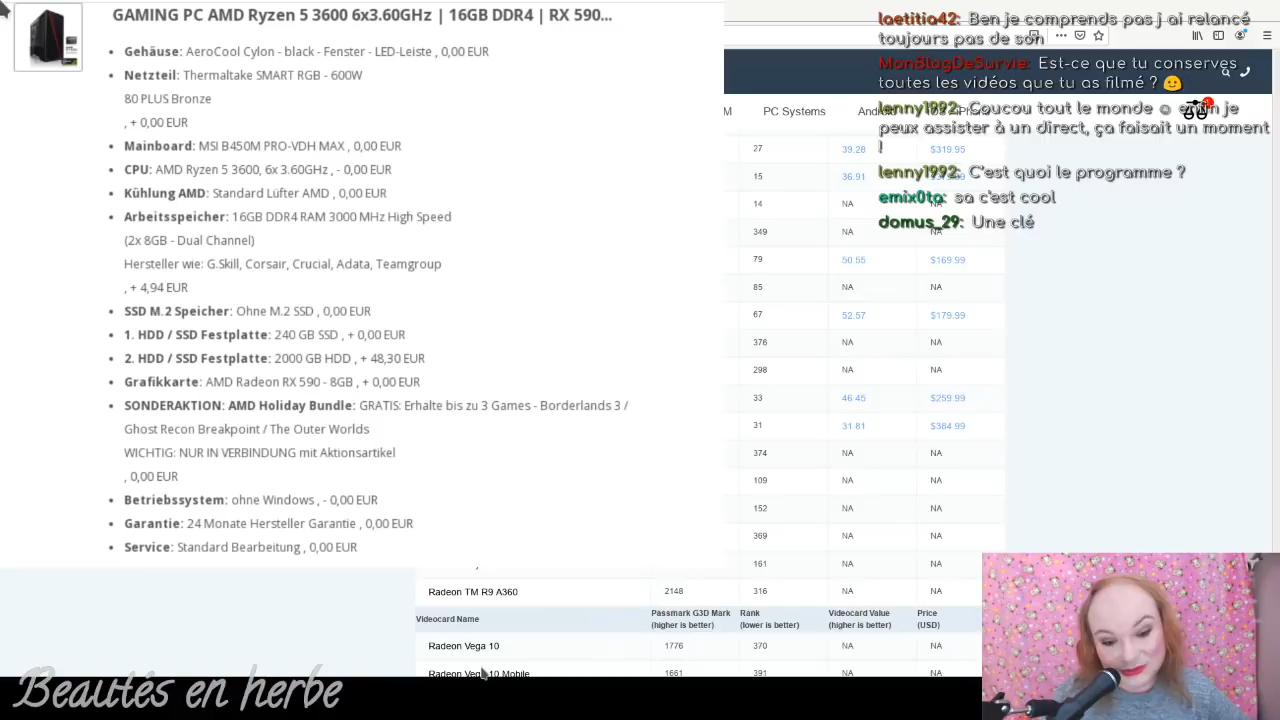 GAMING PC AMD Ryzen 5 3600 6x3.60GHz | 16GB DDR4 | RX 590...
Gehäuse: AeroCool Cylon - black - Fenster - LED-Leiste , 0,00 EUR
Netzteil: Thermaltake SMART RGB - 600W
80 PLUS Bronze
, + 0,00 EUR
Mainboard: MSI B450M PRO-VDH MAX , 0,00 EUR
CPU: AMD Ryzen 5 3600, 6x 3.60GHz , - 0,00 EUR
Kühlung AMD: Standard Lüfter AMD , 0,00 EUR
Arbeitsspeicher: 16GB DDR4 RAM 3000 MHz High Speed
(2x 8GB - Dual Channel)
Hersteller wie: G.Skill, Corsair, Crucial, Adata, Teamgroup
, + 4,94 EUR
SSD M.2 Speicher: Ohne M.2 SSD , 0,00 EUR
1. HDD / SSD Festplatte: 240 GB SSD , + 0,00 EUR
2. HDD / SSD Festplatte: 2000 GB HDD , + 48,30 EUR
Grafikkarte: AMD Radeon RX 590 - 8GB , + 0,00 EUR
SONDERAKTION: AMD Holiday Bundle: GRATIS: Erhalte bis zu 3 Games - Borderlands 3 /
Ghost Recon Breakpoint / The Outer Worlds
WICHTIG: NUR IN VERBINDUNG mit Aktionsartikel
, 0,00 EUR
Betriebssystem: ohne Windows , - 0,00 EUR
Garantie: 24 Monate Hersteller Garantie , 0,00 EUR
Service: Standard Bearbeitung , 0,00 EUR
laetitia42: Ben je comprends pas j ai relancé
toujours pas de son
MonBlogDeSurvie: Est-ce que tu conserves
toutes les vidéos que tu as filmé ?
lenny1992: Coucou tout le monde ☺ enfin je
peux assister à un direct, ça faisait un moment
!
lenny1992: C'est quoi le programme ?
emix0ta: sa c'est cool
domus_29: Une clé
M PC Systems
27 39.28 $319.95
15 36.91
14 NA
349 NA NA
79 50.55 $169.99
85 NA NA
67 52.57 $179.99
376 NA NA
298 NA NA
33 46.45 $259.99
31 31.81 $384.99
374 NA NA
109 NA NA
152 NA NA
369 NA NA
161 NA NA
Radeon TM R9 A360 2148 316 NA NA
Videocard Name Passmark G3D Mark (higher is better) Rank (lower is better) Videocard Value (higher is better) Price (USD)
Radeon Vega 10 1776 370 NA NA
Radeon Vega 10 Mobile 1661 391 NA NA
Beautés en herbe